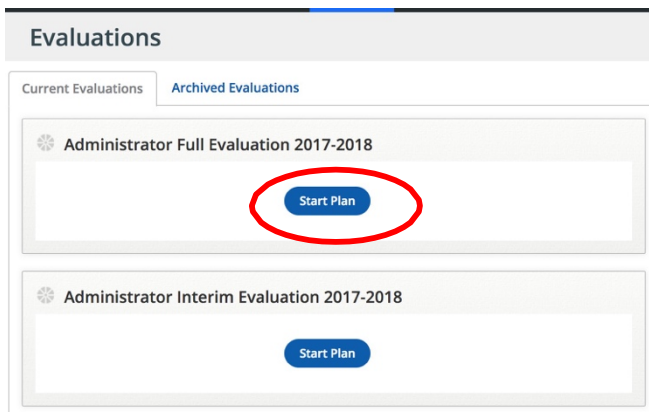 Evaluations
Current Evaluations Archived Evaluations
Administrator Full Evaluation 2017-2018
Start Plan
Administrator Interim Evaluation 2017-2018
Start Plan